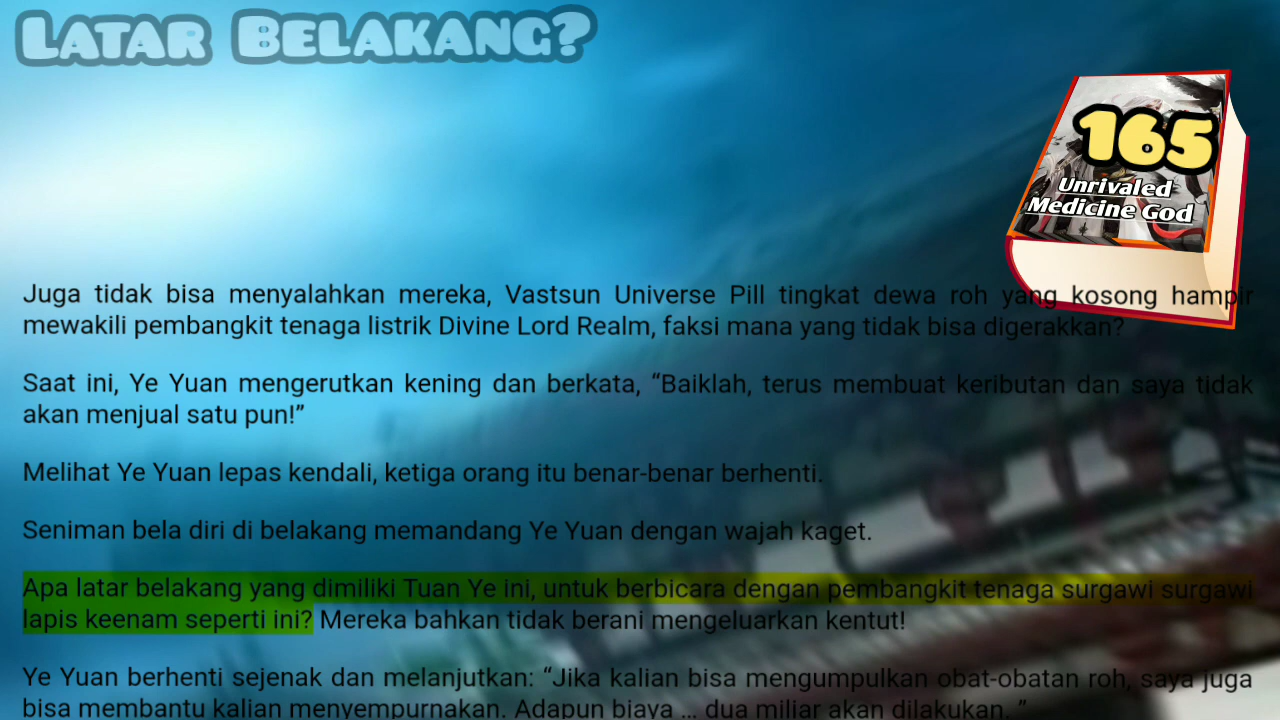 Latar Belakang?
165
Unrivaled
Medicine God
Juga tidak bisa menyalahkan mereka, Vastsun Universe Pill tingkat dewa roh yang kosong hampir
mewakili pembangkit tenaga listrik Divine Lord Realm, faksi mana yang tidak bisa digerakkan?
Saat ini, Ye Yuan mengerutkan kening dan berkata, “Baiklah, terus membuat keributan dan saya tidak
akan menjual satu pun!”
Melihat Ye Yuan lepas kendali, ketiga orang itu benar-benar berhenti.
Seniman bela diri di belakang memandang Ye Yuan dengan wajah kaget.
Apa latar belakang yang dimiliki Tuan Ye ini, untuk berbicara dengan pembangkit tenaga surgawi surgawi
lapis keenam seperti ini? Mereka bahkan tidak berani mengeluarkan kentut!
Ye Yuan berhenti sejenak dan melanjutkan: “Jika kalian bisa mengumpulkan obat-obatan roh, saya juga
bisa membantu kalian menyempurnakan. Adapun biaya ... dua miliar akan dilakukan. ”